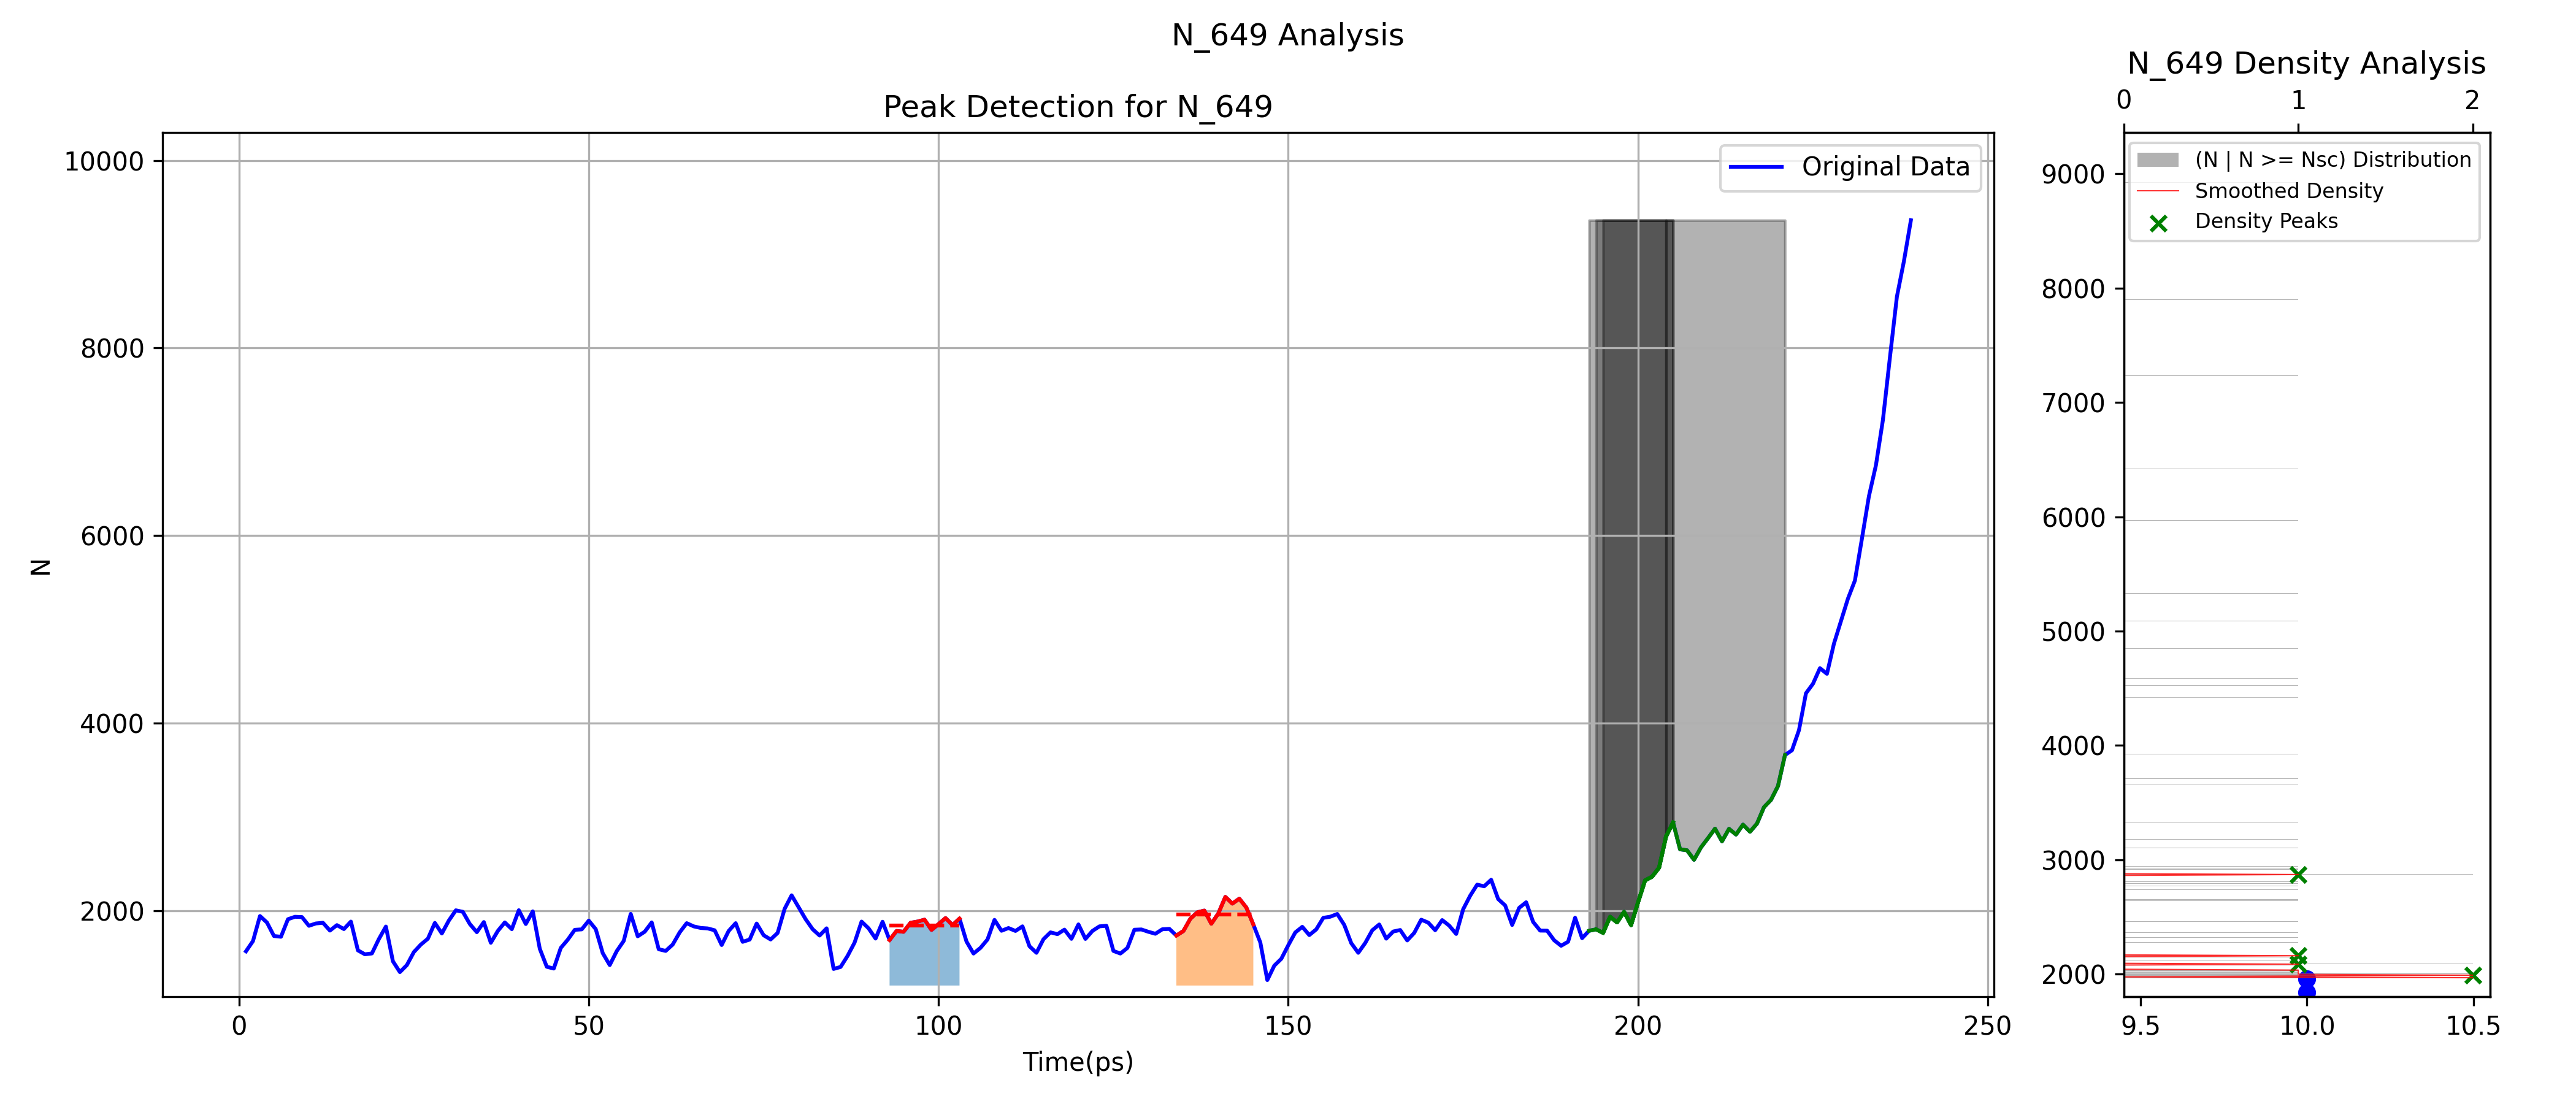 N_649 Analysis
Peak Detection for N_649
N
10000
8000
6000
4000
2000
0
50
100
150
200
250
Time(ps)
Original Data
N_649 Density Analysis
0
1
2
(N | N >= Nsc) Distribution
Smoothed Density
Density Peaks
9000
8000
7000
6000
5000
4000
3000
2000
9.5
10.0
10.5